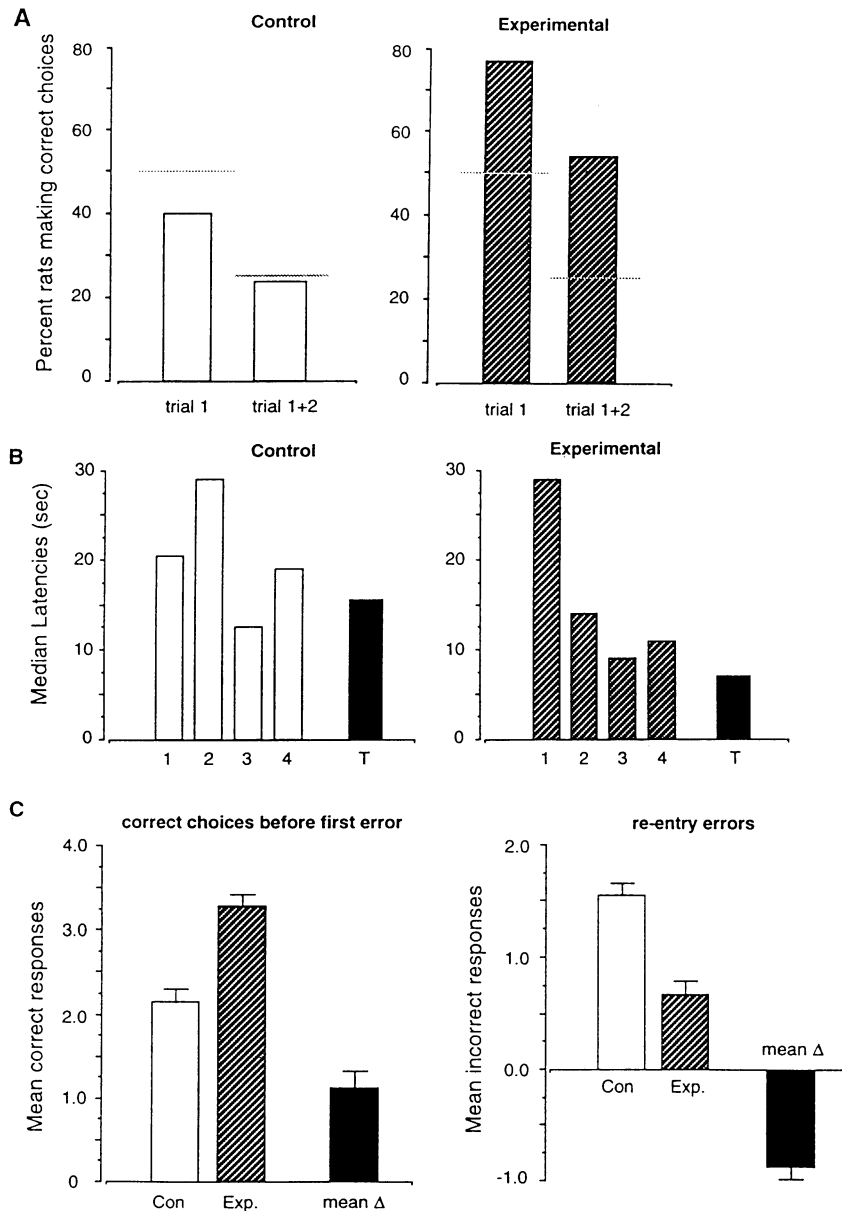 A
Control
Experimental
Percent rats making correct choices
80
60
40
20
0
trial 1
trial 1+2
80
60
40
20
0
trial 1
trial 1+2
B
Control
Experimental
Median Latencies (sec)
30
20
10
0
1 2 3 4 T
30
20
10
0
1 2 3 4 T
C
correct choices before first error
re-entry errors
Mean correct responses
4.0
3.0
2.0
1.0
0
Con Exp. mean Δ
Mean incorrect responses
2.0
1.0
0.0
-1.0
Con Exp.
mean Δ